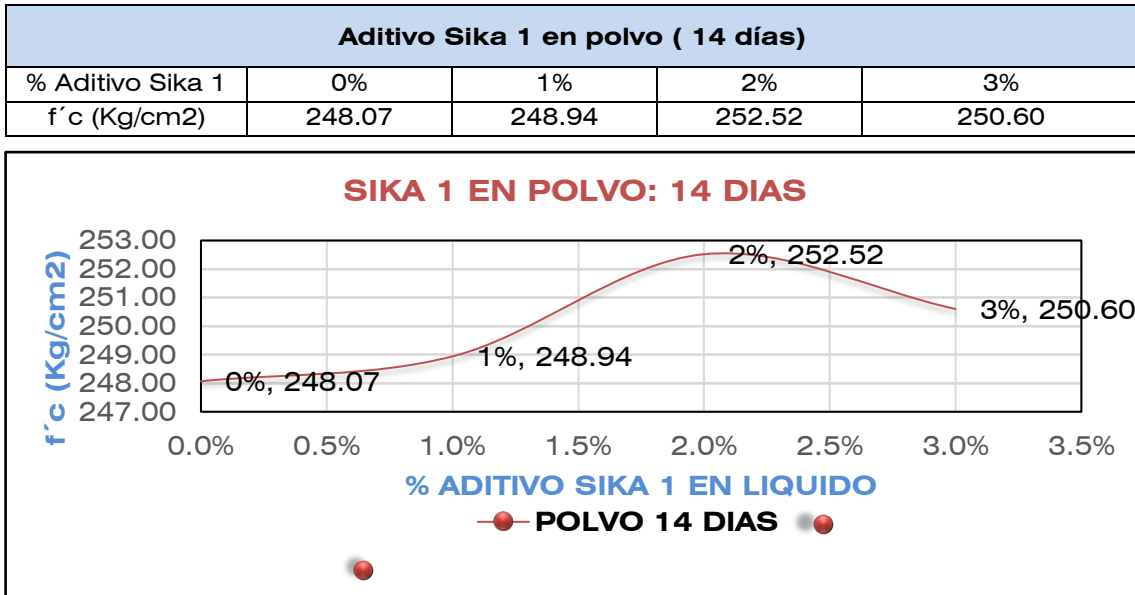 Aditivo Sika 1 en polvo ( 14 días)
% Aditivo Sika 1 0% 1% 2% 3%
f´c (Kg/cm2) 248.07 248.94 252.52 250.60
SIKA 1 EN POLVO: 14 DIAS
f´c (Kg/cm2)
253.00
252.00
251.00
250.00
249.00
248.00
247.00
2%, 252.52
3%, 250.60
1%, 248.94
0%, 248.07
0.0% 0.5% 1.0% 1.5% 2.0% 2.5% 3.0% 3.5%
% ADITIVO SIKA 1 EN LIQUIDO
POLVO 14 DIAS